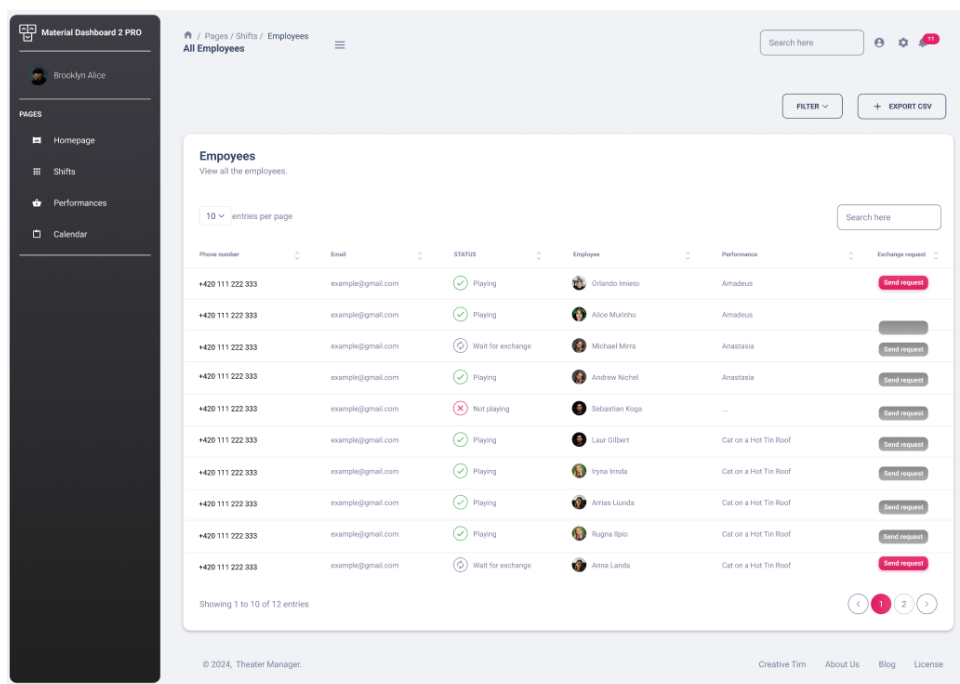 Material Dashboard 2 PRO
Brooklyn Alice
PAGES
Homepage
Shifts
Performances
Calendar
/ Pages / Shifts / Employees
All Employees
Search here
11
FILTER
+ EXPORT CSV
Empoyees
View all the employees.
10 entries per page
Search here
Phone number Email STATUS Employee Performance Exchange request
+420 111 222 333 example@gmail.com Playing Orlando Imieto Amadeus Send request
+420 111 222 333 example@gmail.com Playing Alice Murinho Amadeus
+420 111 222 333 example@gmail.com Wait for exchange Michael Mirra Anastasia Send request
+420 111 222 333 example@gmail.com Playing Andrew Nichel Anastasia Send request
+420 111 222 333 example@gmail.com Not playing Sebastian Koga ... Send request
+420 111 222 333 example@gmail.com Playing Laur Gilbert Cat on a Hot Tin Roof Send request
+420 111 222 333 example@gmail.com Playing Iryna Innda Cat on a Hot Tin Roof Send request
+420 111 222 333 example@gmail.com Playing Arrias Liunda Cat on a Hot Tin Roof Send request
+420 111 222 333 example@gmail.com Playing Rugna Ilpio Cat on a Hot Tin Roof Send request
+420 111 222 333 example@gmail.com Wait for exchange Anna Landa Cat on a Hot Tin Roof Send request
Showing 1 to 10 of 12 entries
1 2
© 2024, Theater Manager.
Creative Tim About Us Blog License